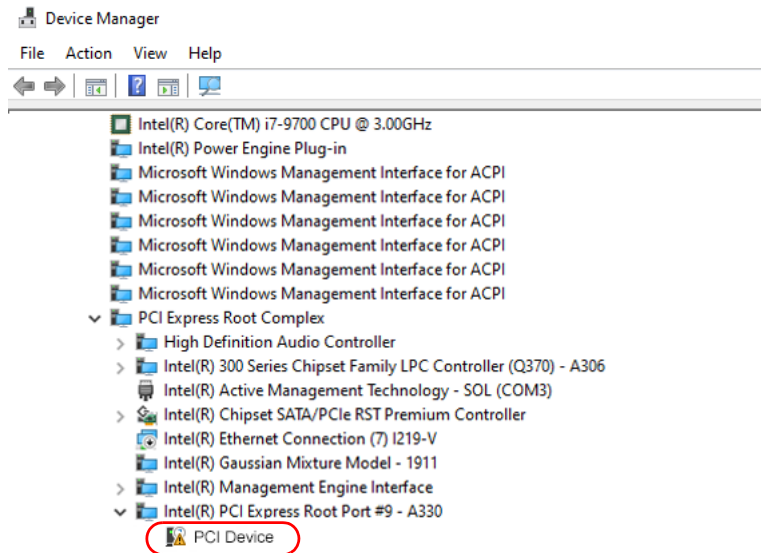 Device Manager
File Action View Help
Intel(R) Core(TM) i7-9700 CPU @ 3.00GHz
Intel(R) Power Engine Plug-in
Microsoft Windows Management Interface for ACPI
Microsoft Windows Management Interface for ACPI
Microsoft Windows Management Interface for ACPI
Microsoft Windows Management Interface for ACPI
Microsoft Windows Management Interface for ACPI
Microsoft Windows Management Interface for ACPI
PCI Express Root Complex
High Definition Audio Controller
Intel(R) 300 Series Chipset Family LPC Controller (Q370) - A306
Intel(R) Active Management Technology - SOL (COM3)
Intel(R) Chipset SATA/PCIe RST Premium Controller
Intel(R) Ethernet Connection (7) I219-V
Intel(R) Gaussian Mixture Model - 1911
Intel(R) Management Engine Interface
Intel(R) PCI Express Root Port #9 - A330
PCI Device